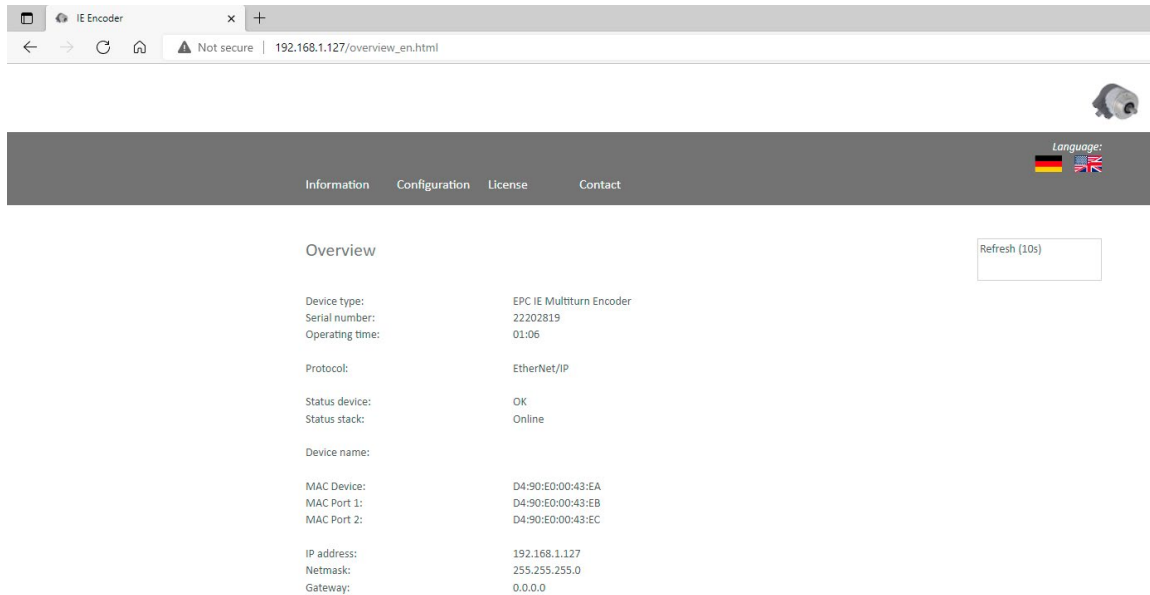 IE Encoder
Not secure | 192.168.1.127/overview_en.html
Language:
Information Configuration License Contact
Overview
Refresh (10s)
Device type: EPC IE Multiturn Encoder
Serial number: 22202819
Operating time: 01:06
Protocol: EtherNet/IP
Status device: OK
Status stack: Online
Device name:
MAC Device: D4:90:E0:00:43:EA
MAC Port 1: D4:90:E0:00:43:EB
MAC Port 2: D4:90:E0:00:43:EC
IP address: 192.168.1.127
Netmask: 255.255.255.0
Gateway: 0.0.0.0